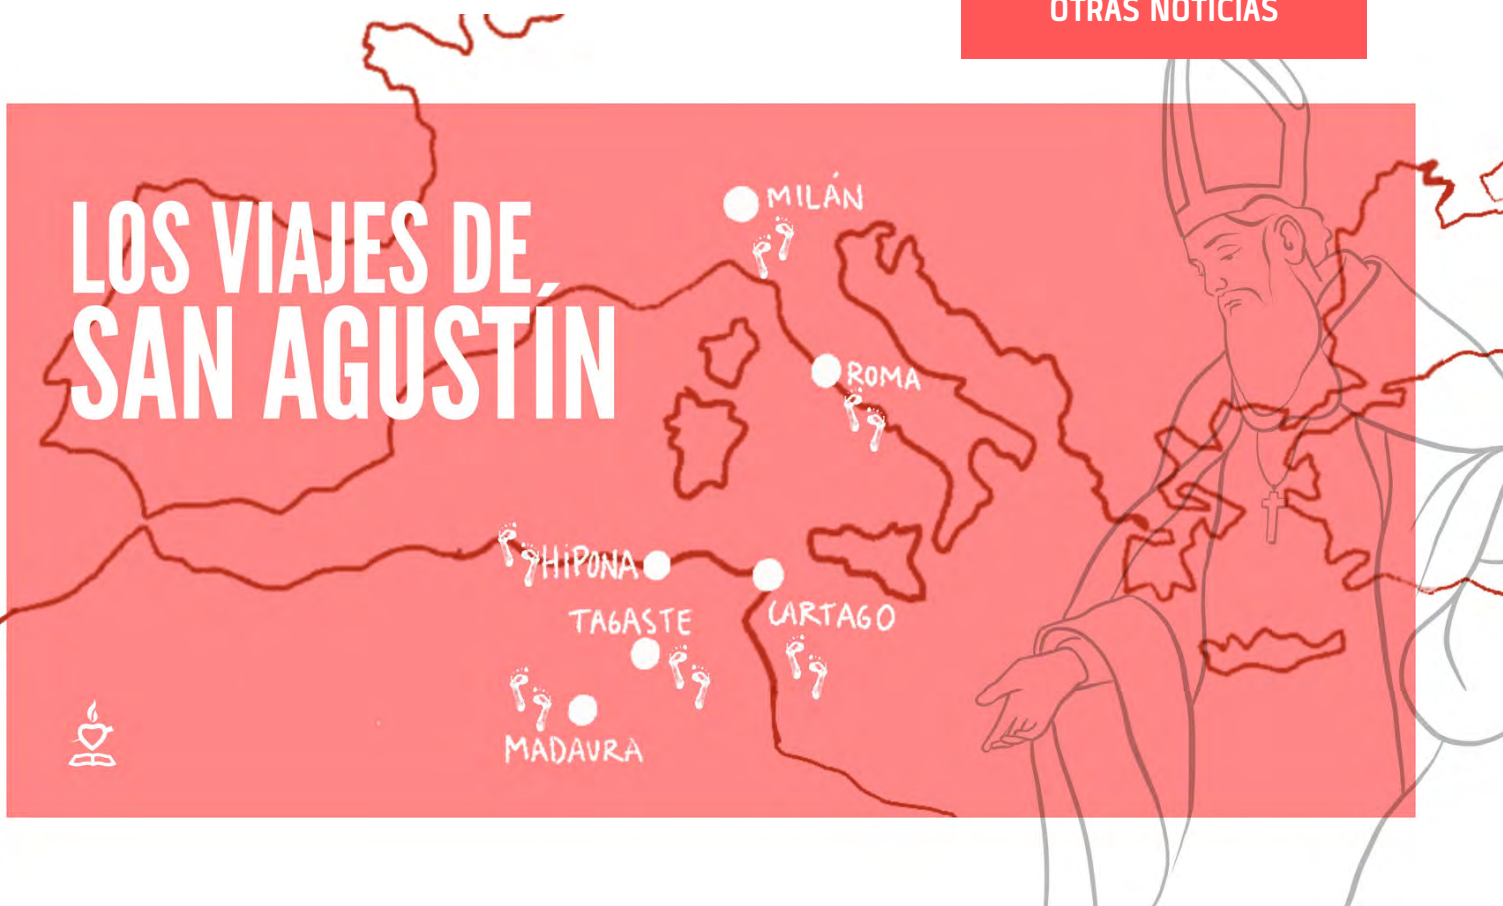 OTRAS NOTICIAS
LOS VIAJES DE
SAN AGUSTÍN
MILÁN
ROMA
HIPONA
CARTAGO
TAGASTE
MADAURA